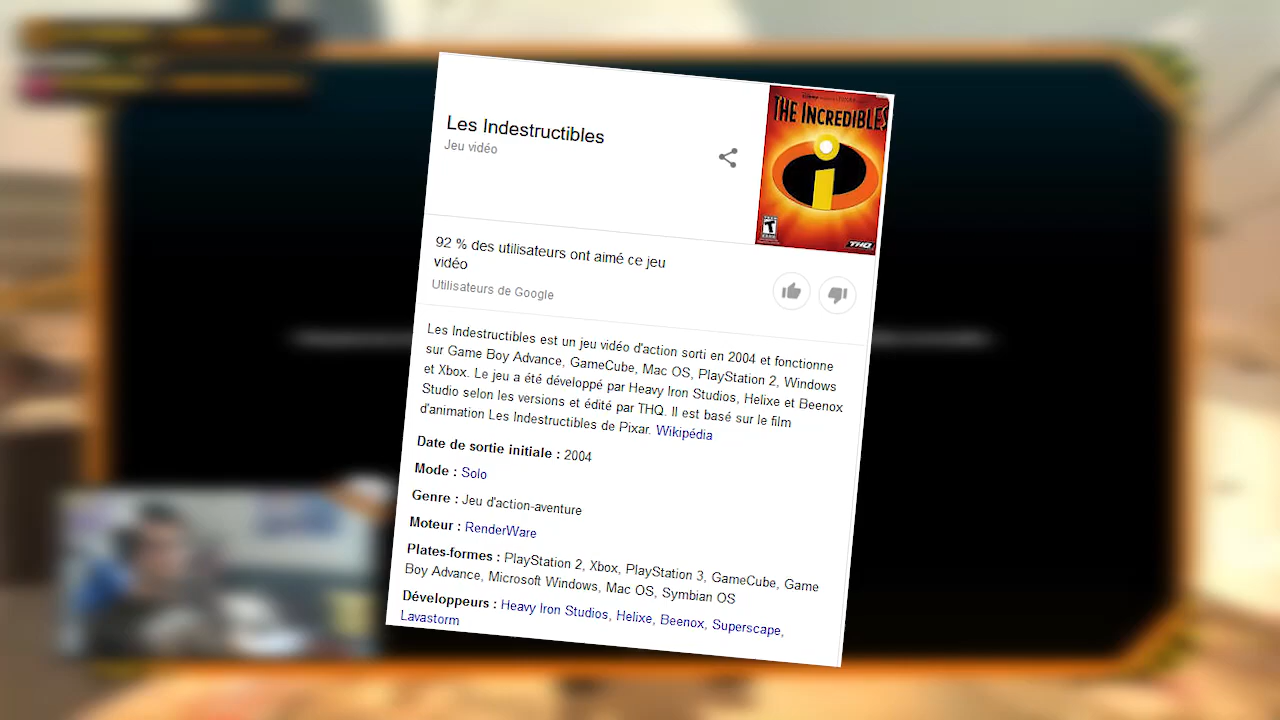 Les Indestructibles
Jeu vidéo
THE INCREDIBLES
i
T
THQ
92 % des utilisateurs ont aimé ce jeu
vidéo
Utilisateurs de Google
Les Indestructibles est un jeu vidéo d'action sorti en 2004 et fonctionne
sur Game Boy Advance, GameCube, Mac OS, PlayStation 2, Windows
et Xbox. Le jeu a été développé par Heavy Iron Studios, Helixe et Beenox
Studio selon les versions et édité par THQ. Il est basé sur le film
d'animation Les Indestructibles de Pixar. Wikipédia
Date de sortie initiale : 2004
Mode : Solo
Genre : Jeu d'action-aventure
Moteur : RenderWare
Plates-formes : PlayStation 2, Xbox, PlayStation 3, GameCube, Game
Boy Advance, Microsoft Windows, Mac OS, Symbian OS
Développeurs : Heavy Iron Studios, Helixe, Beenox, Superscape,
Lavastorm